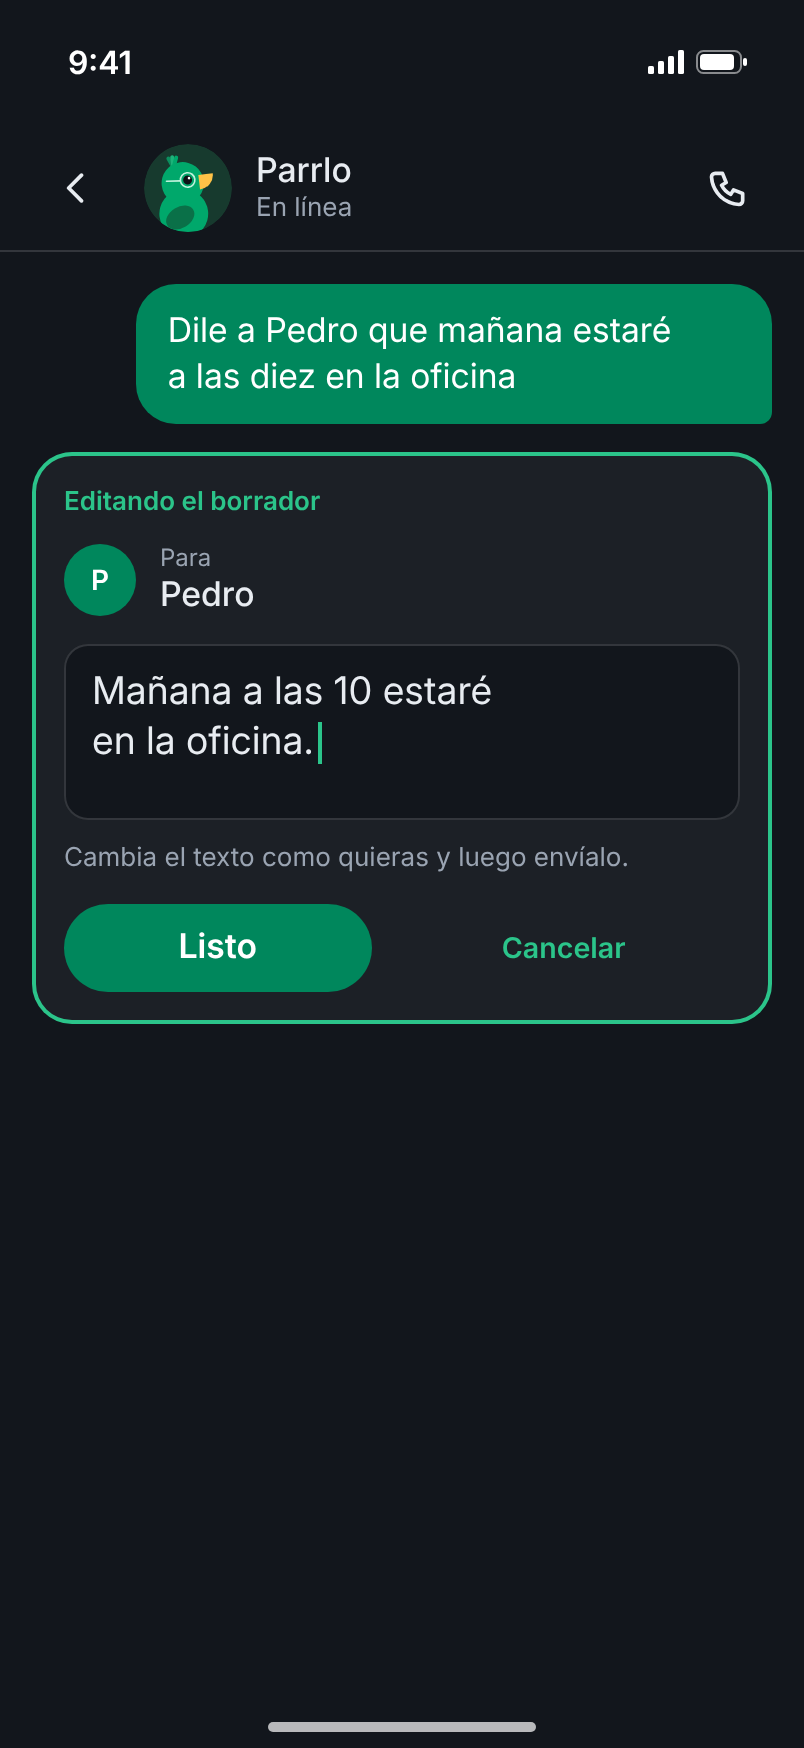 9:41
Parrlo
En línea
Dile a Pedro que mañana estaré
a las diez en la oficina
Editando el borrador
P
Para
Pedro
Mañana a las 10 estaré
en la oficina.
Cambia el texto como quieras y luego envíalo.
Listo
Cancelar